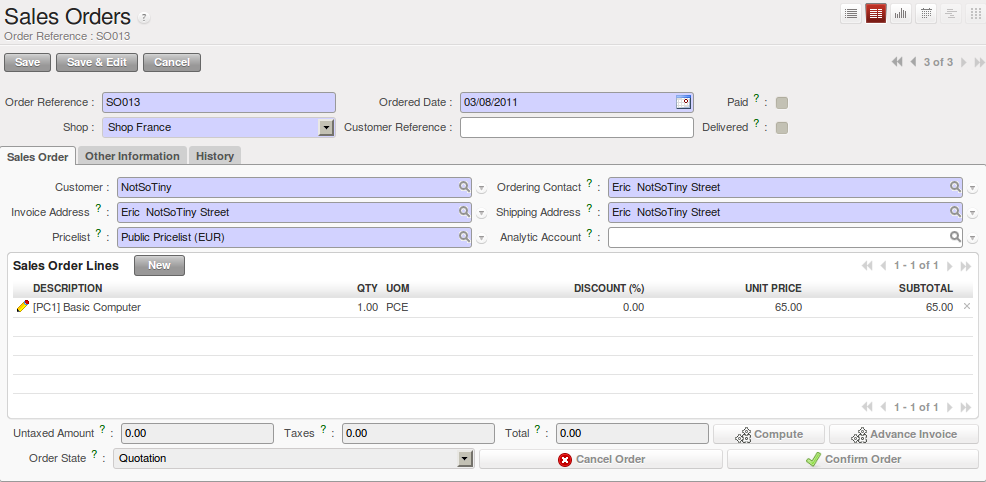 Sales Orders ?
Order Reference : SO013
Save Save & Edit Cancel 3 of 3
Order Reference : SO013 Ordered Date : 03/08/2011 Paid ? :
Shop : Shop France Customer Reference : Delivered ? :
Sales Order Other Information History
Customer : NotSoTiny Ordering Contact ? : Eric NotSoTiny Street
Invoice Address ? : Eric NotSoTiny Street Shipping Address ? : Eric NotSoTiny Street
Pricelist ? : Public Pricelist (EUR) Analytic Account ? :
Sales Order Lines New 1 - 1 of 1
DESCRIPTION QTY UOM DISCOUNT (%) UNIT PRICE SUBTOTAL
[PC1] Basic Computer 1.00 PCE 0.00 65.00 65.00
1 - 1 of 1
Untaxed Amount ? : 0.00 Taxes ? : 0.00 Total ? : 0.00 Compute Advance Invoice
Order State ? : Quotation Cancel Order Confirm Order